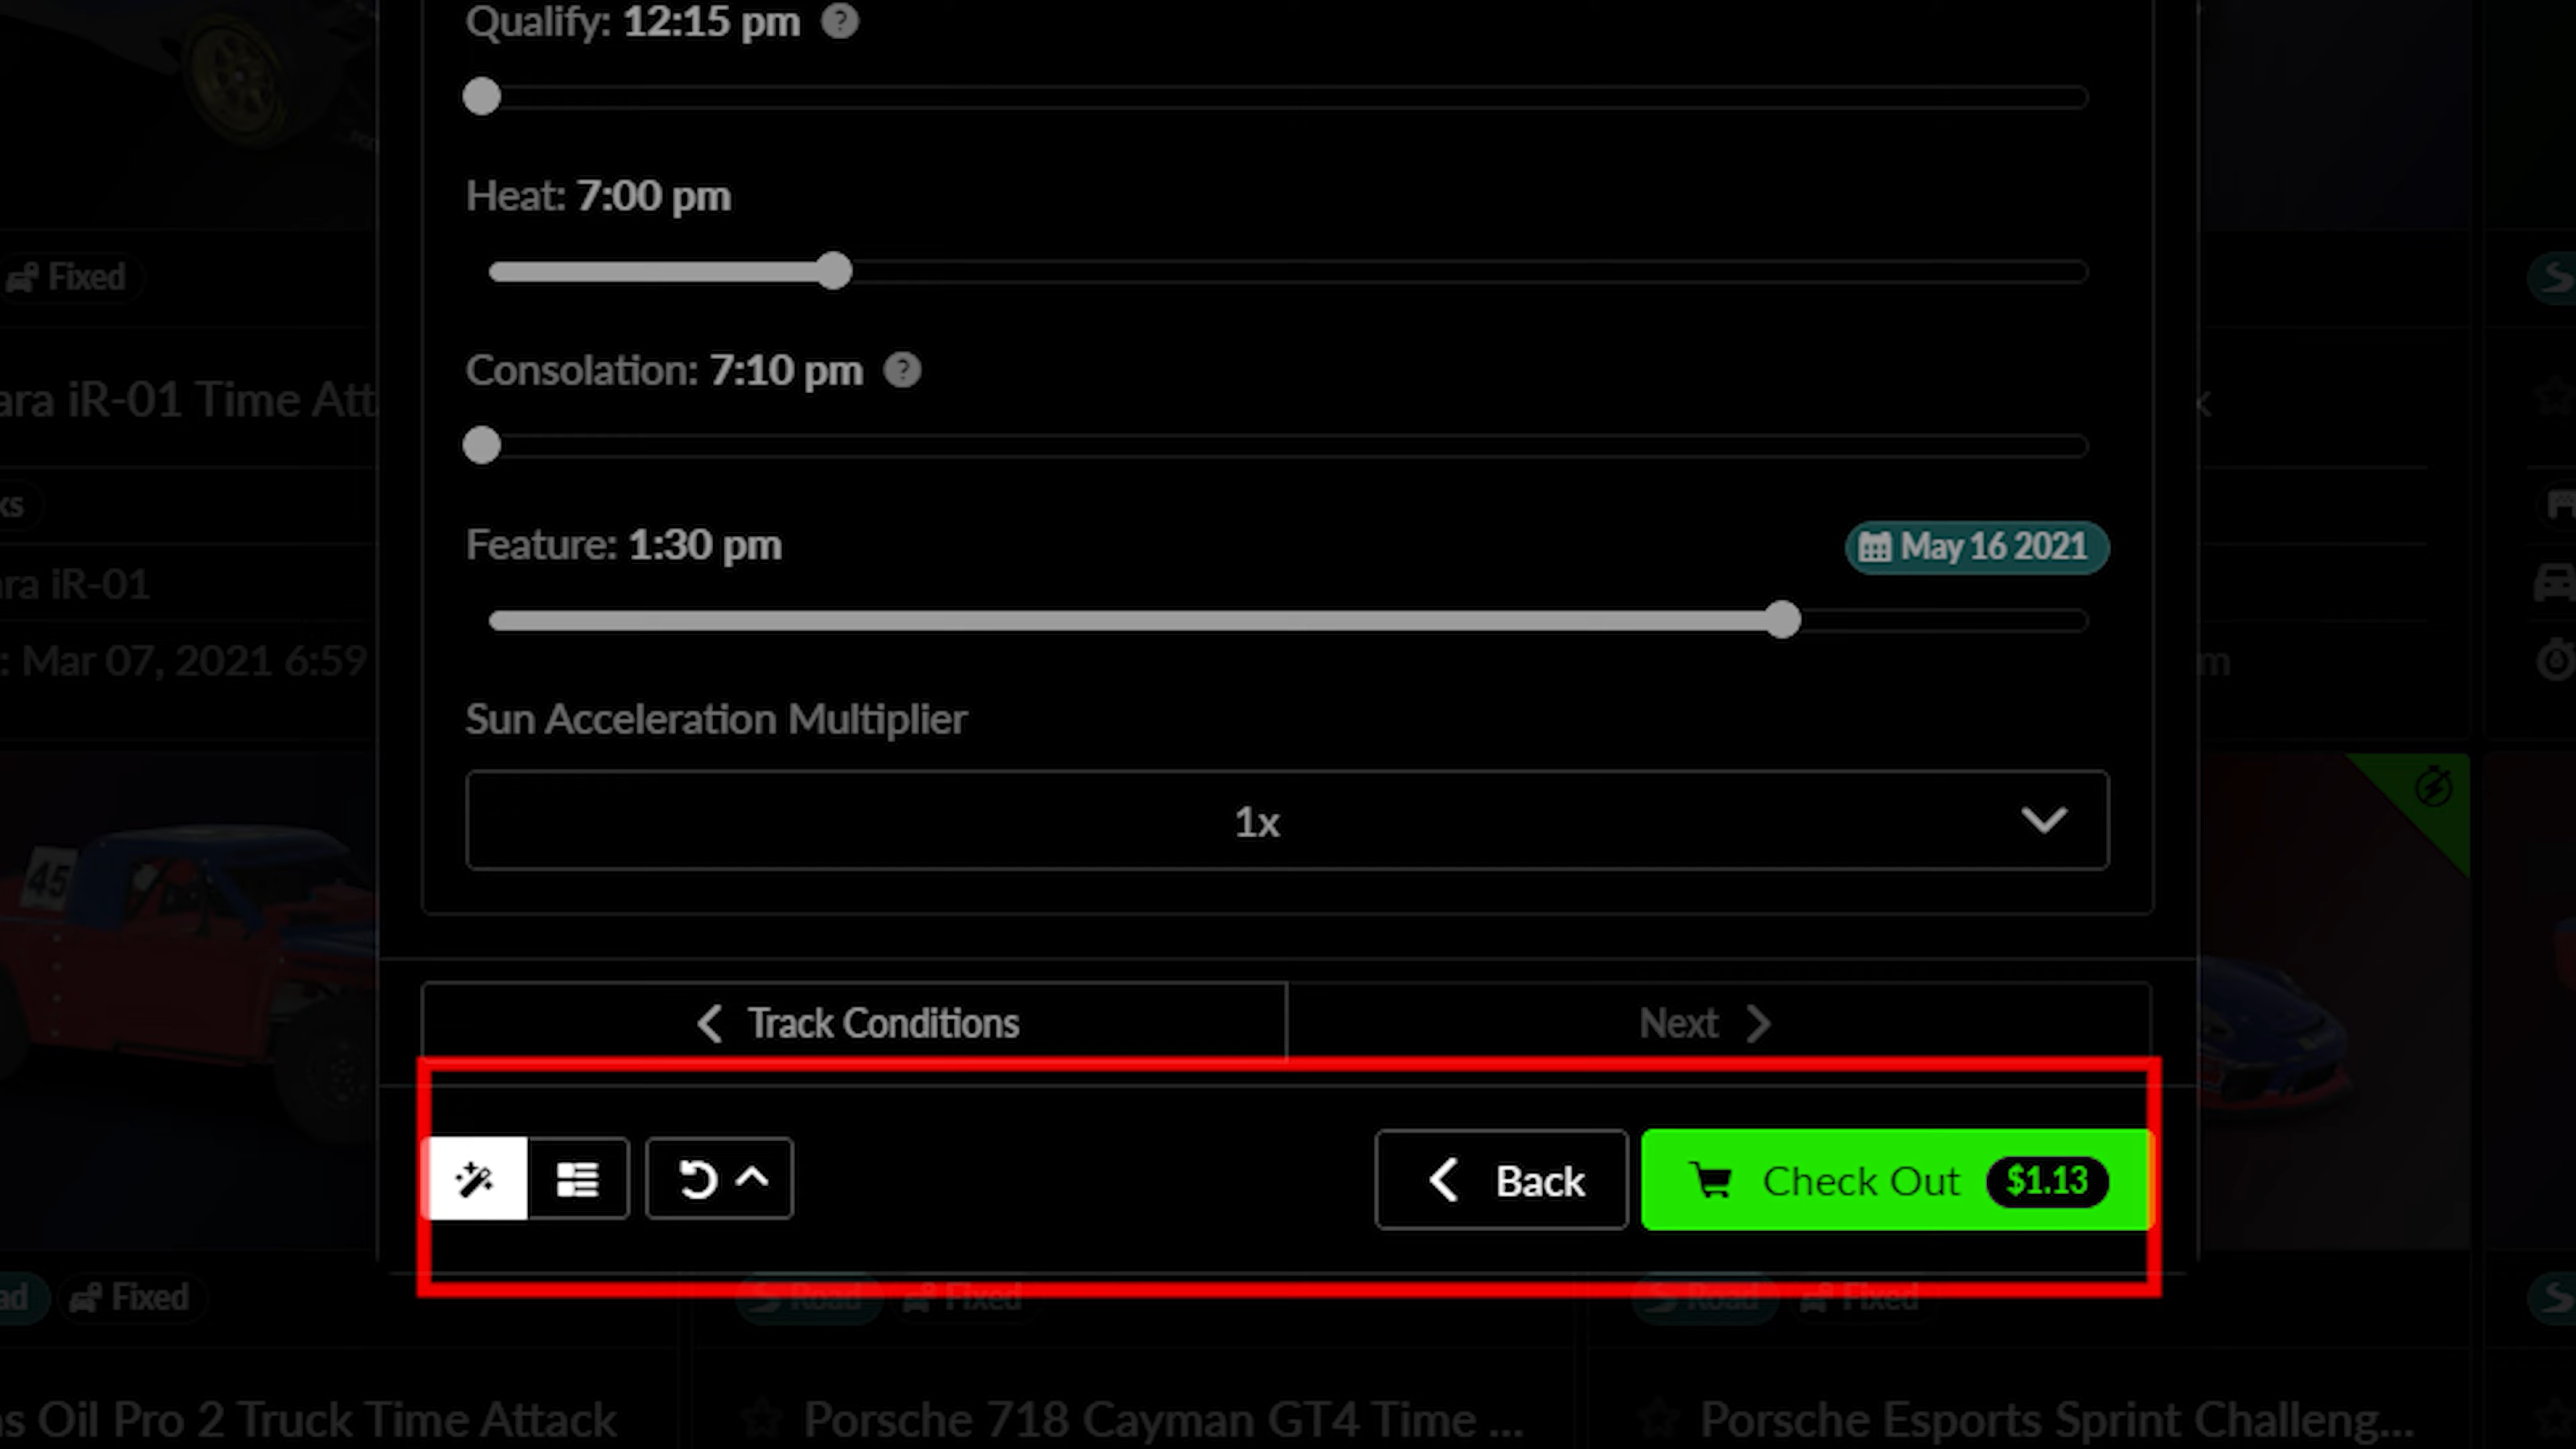 Qualify: 12:15 pm ?
Heat: 7:00 pm
Fixed
Consolation: 7:10 pm ?
ara iR-01 Time Att
ks
Feature: 1:30 pm
May 16 2021
ara iR-01
: Mar 07, 2021 6:59
m
Sun Acceleration Multiplier
1x
45
Track Conditions
Next
Back
Check Out $1.13
ad Fixed
Road Fixed
Road Fixed
s Oil Pro 2 Truck Time Attack
Porsche 718 Cayman GT4 Time ...
Porsche Esports Sprint Challeng...